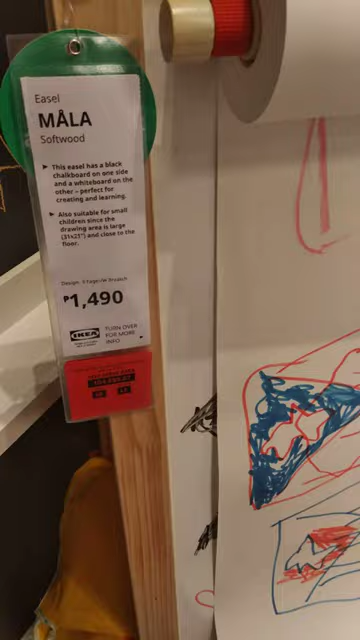 Easel
MÅLA
Softwood
➤ This easel has a black
chalkboard on one side
and a whiteboard on the
other – perfect for
creating and learning.
➤ Also suitable for small
children since the
drawing area is large
(31x21") and close to the
floor.
₱1,490
IKEA
TURN OVER
FOR MORE
INFO